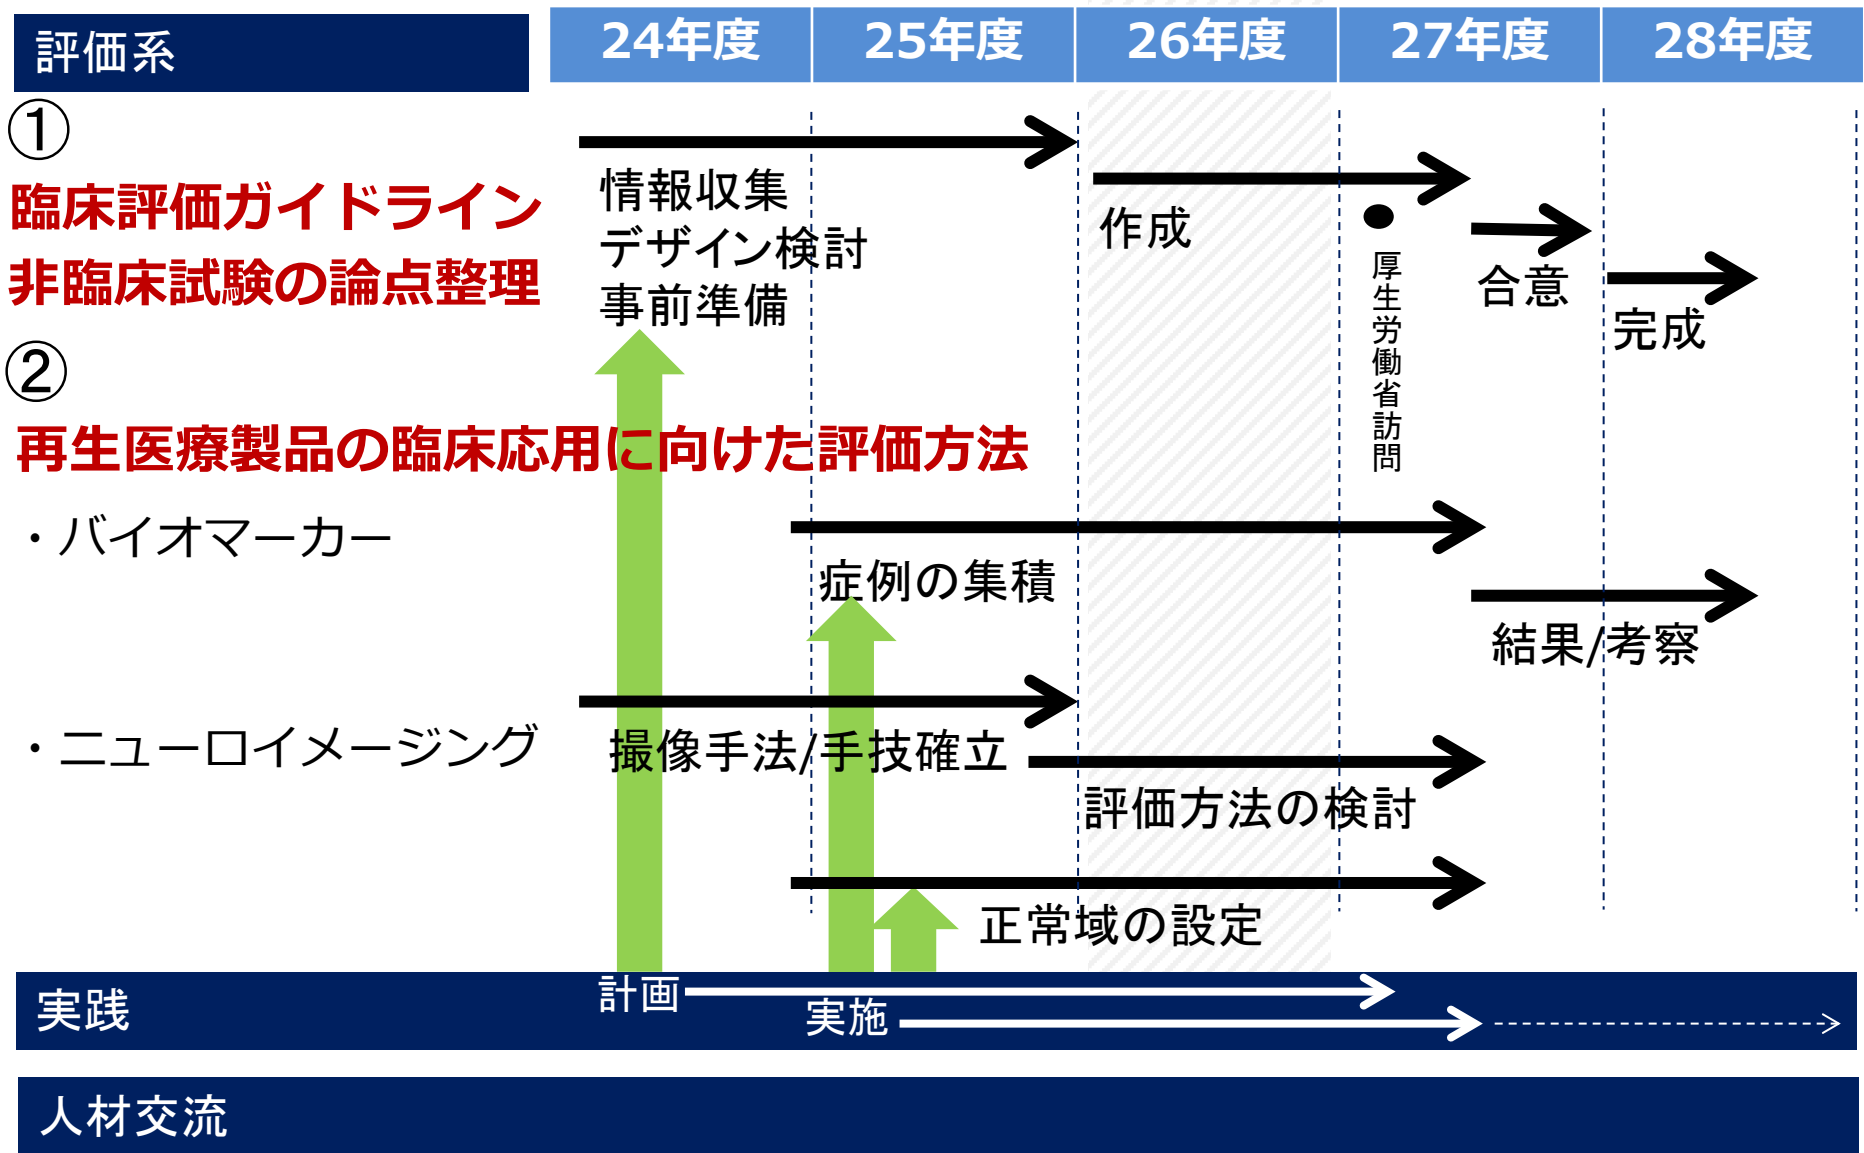 評価系
24年度
25年度
26年度
27年度
28年度
①
臨床評価ガイドライン
非臨床試験の論点整理
情報収集
デザイン検討
事前準備
作成
厚生労働省訪問
合意
完成
②
再生医療製品の臨床応用に向けた評価方法
・バイオマーカー
症例の集積
結果/考察
・ニューロイメージング
撮像手法/手技確立
評価方法の検討
正常域の設定
実践
計画
実施
人材交流